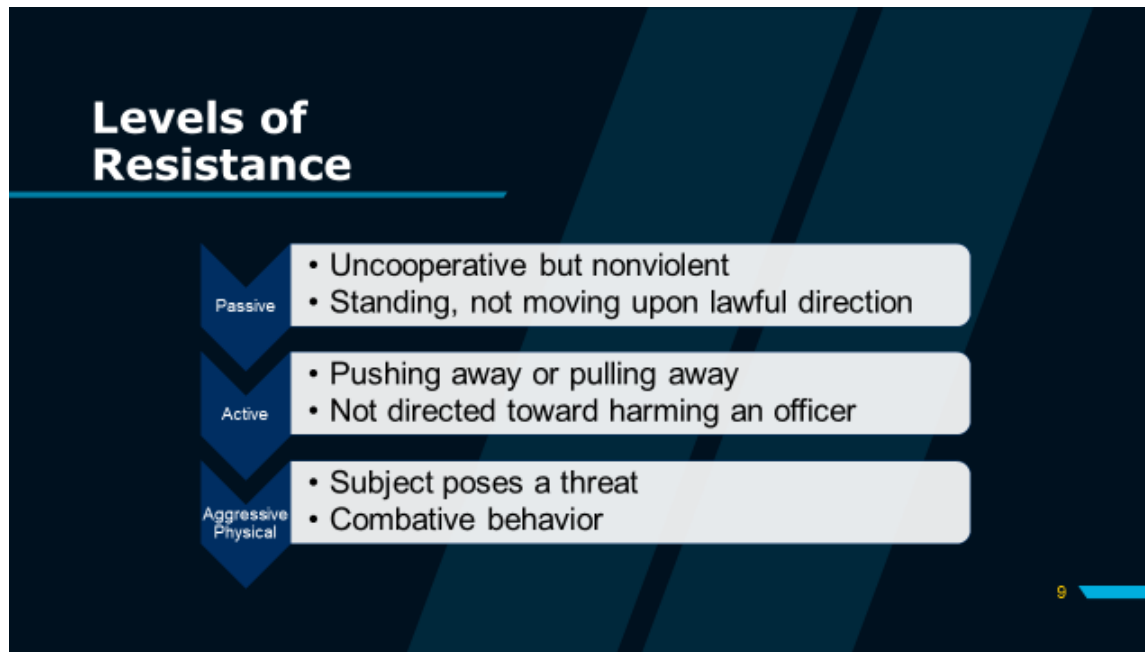 Levels of
Resistance
Passive
• Uncooperative but nonviolent
• Standing, not moving upon lawful direction
Active
• Pushing away or pulling away
• Not directed toward harming an officer
Aggressive
Physical
• Subject poses a threat
• Combative behavior
9